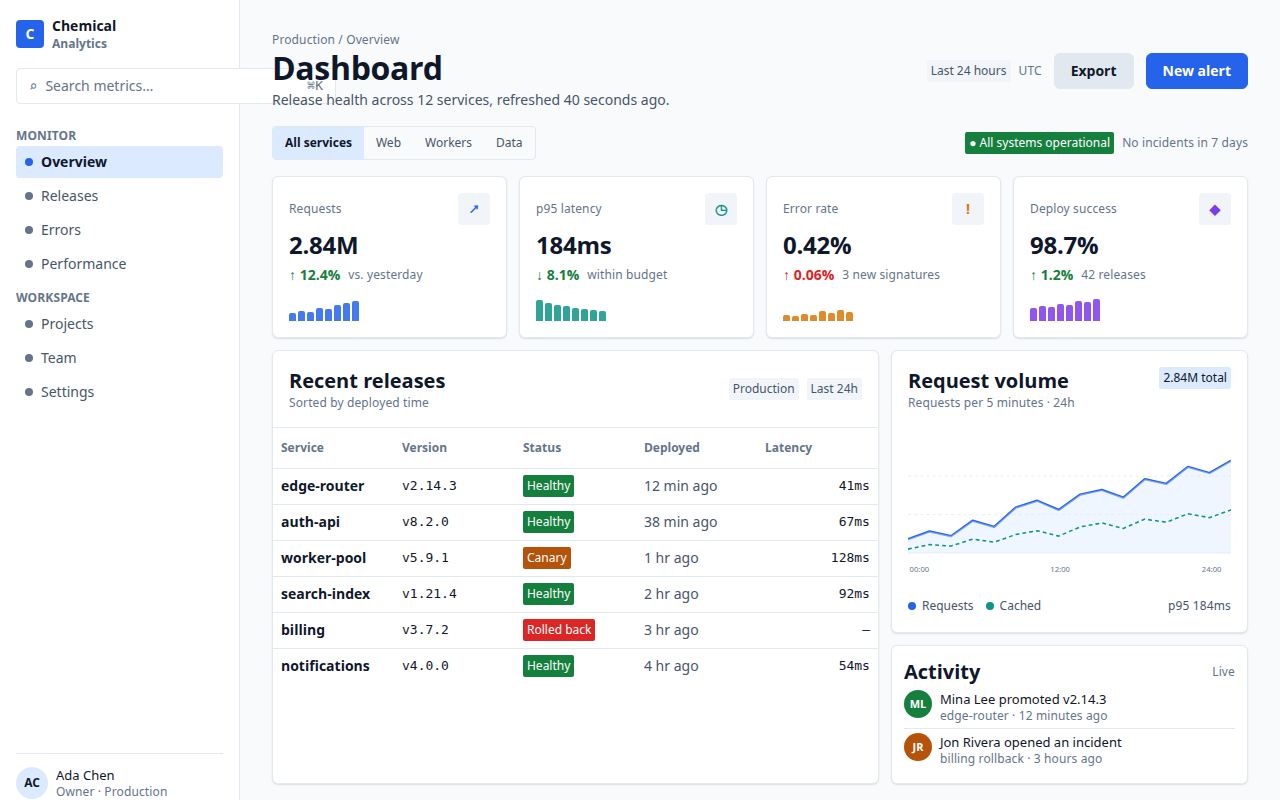 C
Chemical
Analytics
⌕ Search metrics... ⌘K
MONITOR
Overview
Releases
Errors
Performance
WORKSPACE
Projects
Team
Settings
AC
Ada Chen
Owner · Production
Production / Overview
Dashboard
Release health across 12 services, refreshed 40 seconds ago.
Last 24 hours UTC Export New alert
All services Web Workers Data
● All systems operational No incidents in 7 days
Requests ↗
2.84M
↑ 12.4% vs. yesterday
p95 latency ◷
184ms
↓ 8.1% within budget
Error rate !
0.42%
↑ 0.06% 3 new signatures
Deploy success ◆
98.7%
↑ 1.2% 42 releases
Recent releases
Sorted by deployed time
Production Last 24h
Service Version Status Deployed Latency
edge-router v2.14.3 Healthy 12 min ago 41ms
auth-api v8.2.0 Healthy 38 min ago 67ms
worker-pool v5.9.1 Canary 1 hr ago 128ms
search-index v1.21.4 Healthy 2 hr ago 92ms
billing v3.7.2 Rolled back 3 hr ago —
notifications v4.0.0 Healthy 4 hr ago 54ms
Request volume
2.84M total
Requests per 5 minutes · 24h
00:00 12:00 24:00
Requests Cached p95 184ms
Activity Live
ML
Mina Lee promoted v2.14.3
edge-router · 12 minutes ago
JR
Jon Rivera opened an incident
billing rollback · 3 hours ago